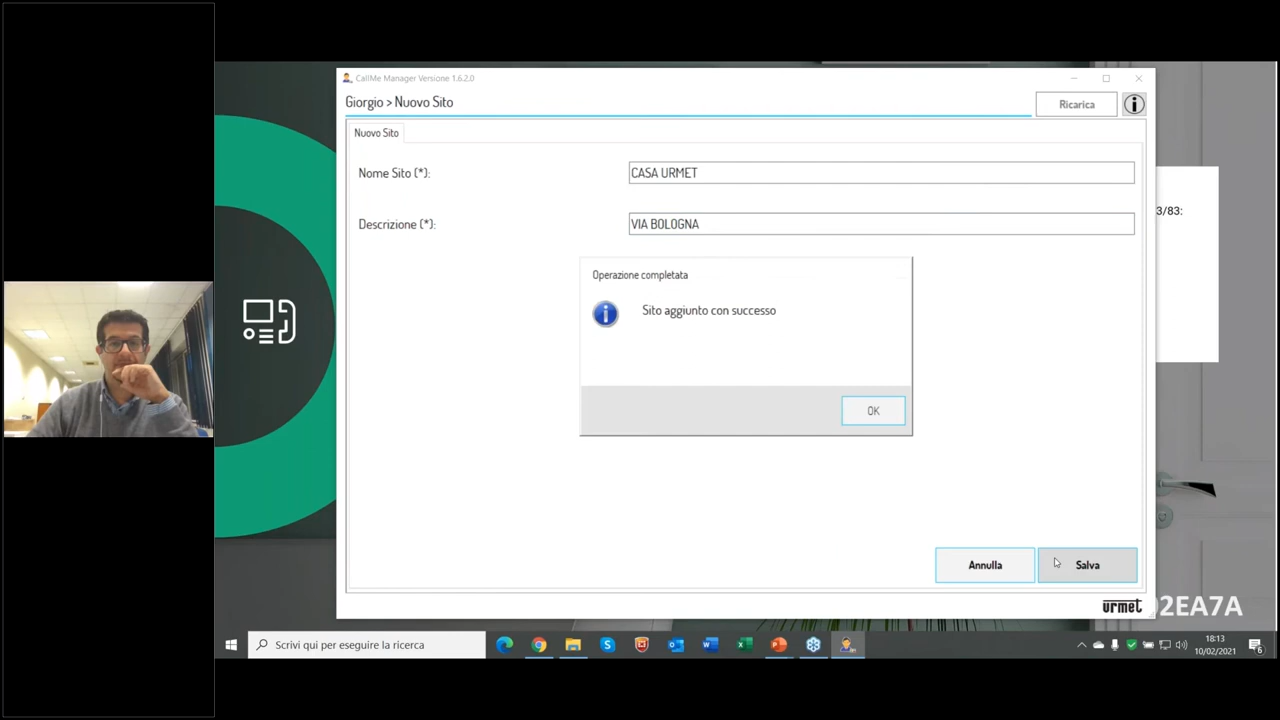 CallMe Manager Versione 1.6.2.0
Giorgio > Nuovo Sito
Ricarica
Nuovo Sito
Nome Sito (*):
CASA URMET
Descrizione (*):
VIA BOLOGNA
3/83:
Operazione completata
Sito aggiunto con successo
OK
Annulla
Salva
urmet
02EA7A
Scrivi qui per eseguire la ricerca
18:13
10/02/2021
6